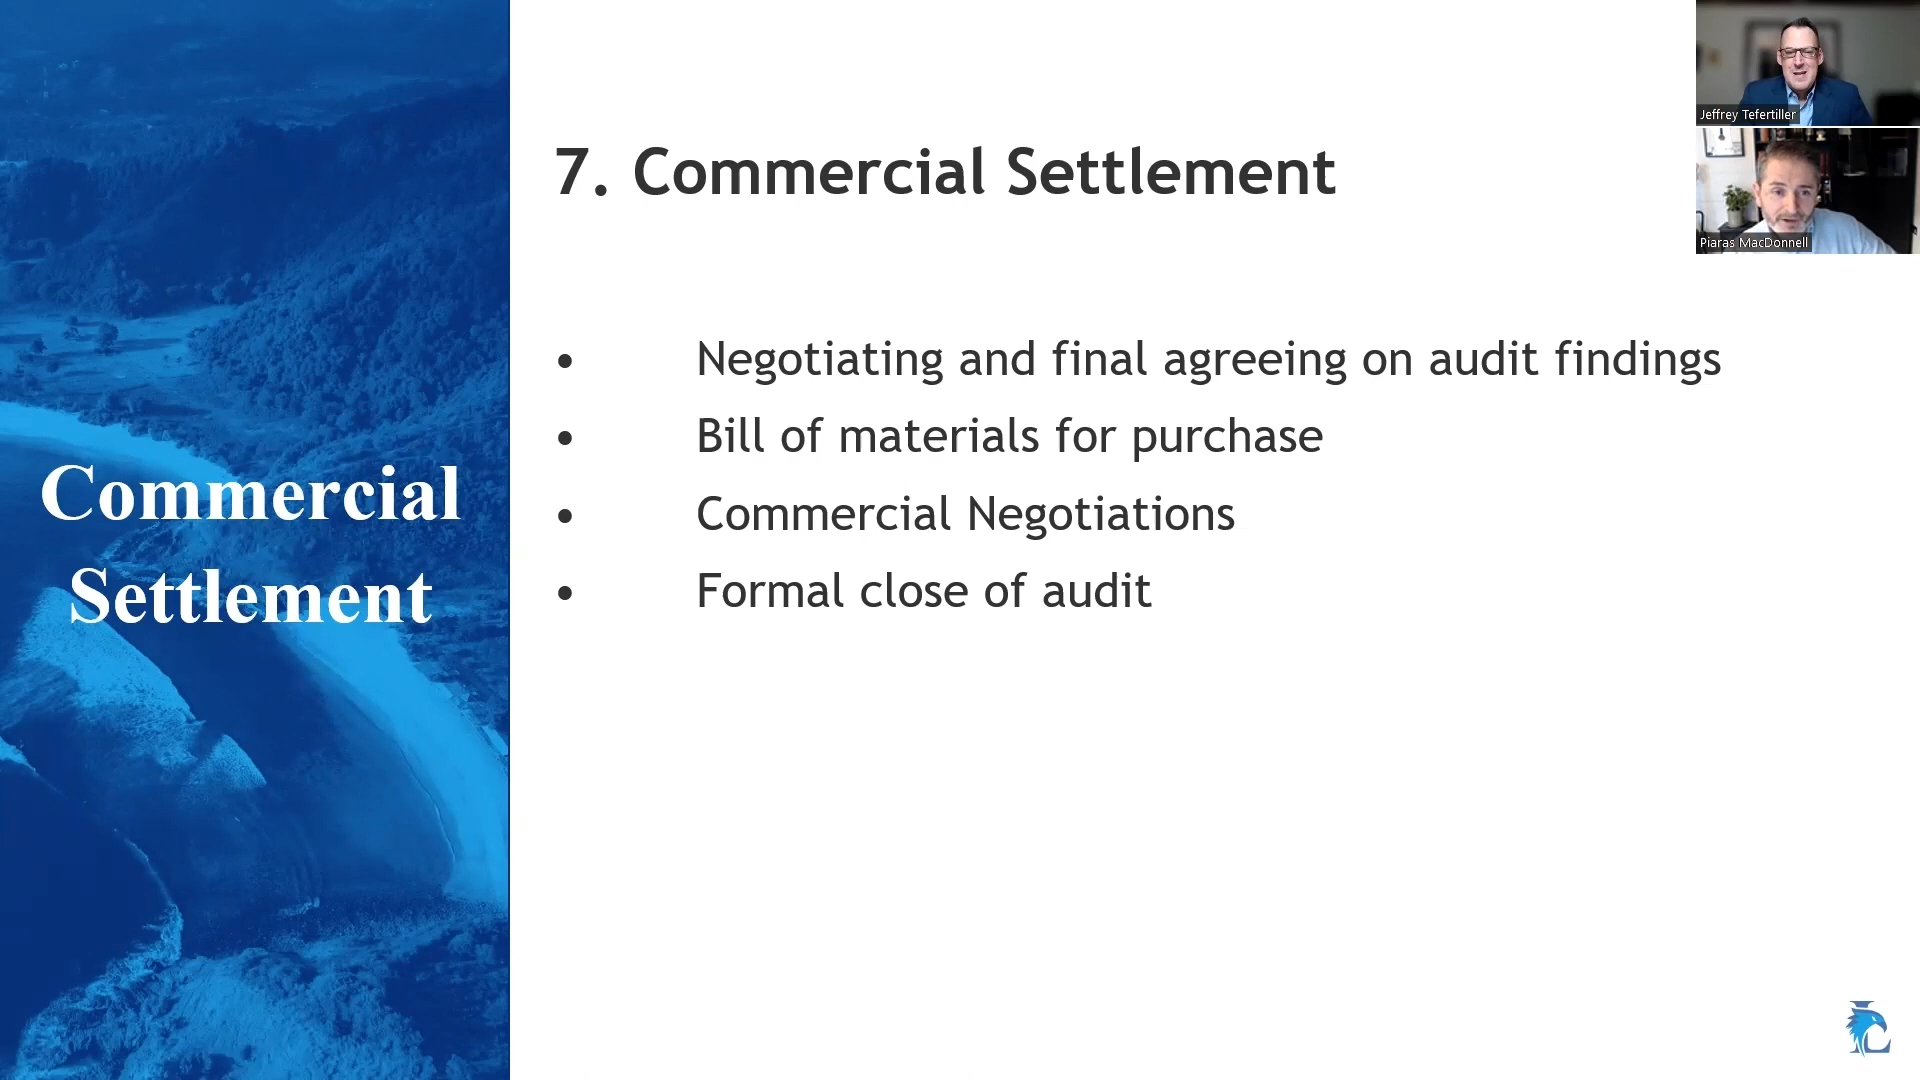 Commercial
Settlement
7. Commercial Settlement
• Negotiating and final agreeing on audit findings
• Bill of materials for purchase
• Commercial Negotiations
• Formal close of audit
Jeffrey Tefertiller
Piaras MacDonnell